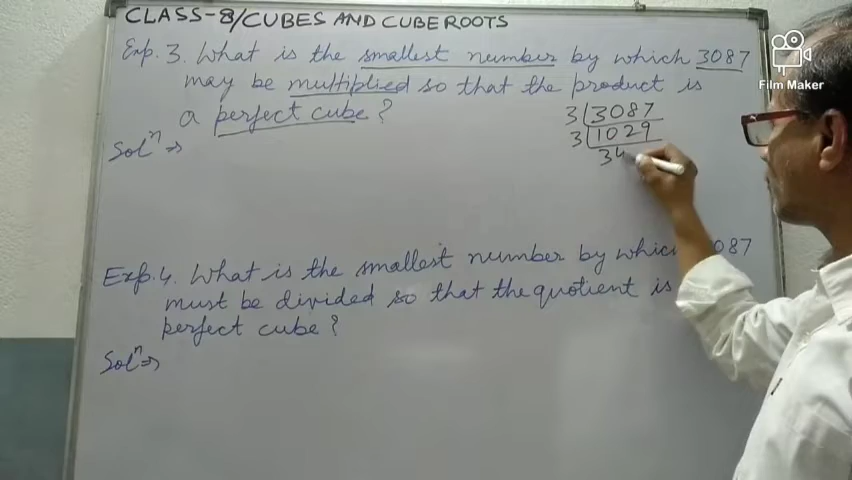 CLASS-8/CUBES AND CUBE ROOTS
Exp. 3. What is the smallest number by which 3087
may be multiplied so that the product is
a perfect cube?
Solⁿ ⇒
3 3087
3 1029
34
Exp. 4. What is the smallest number by which 087
must be divided so that the quotient is
perfect cube?
Solⁿ ⇒
Film Maker